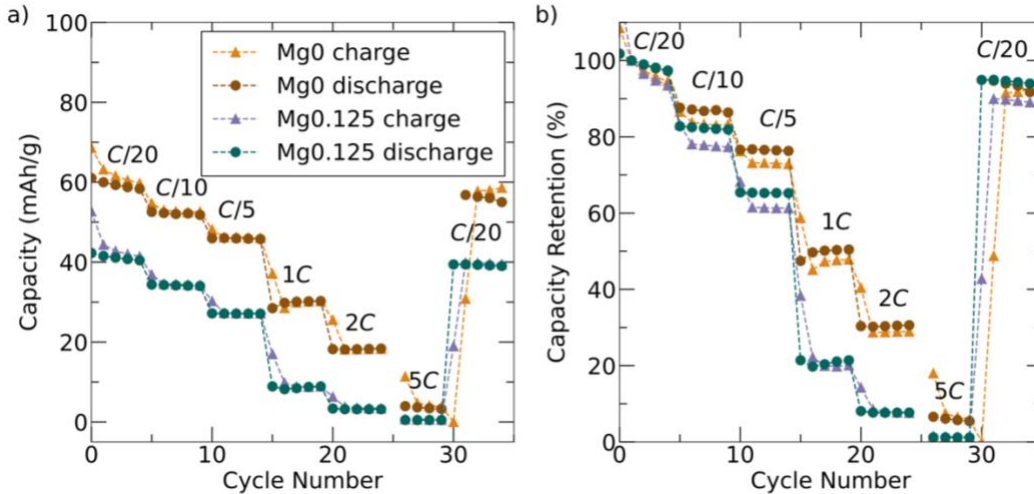 a)
100
80
60
40
20
0
Capacity (mAh/g)
Mg0 charge
Mg0 discharge
Mg0.125 charge
Mg0.125 discharge
C/20
C/10
C/5
1C
2C
5C
C/20
0 10 20 30
Cycle Number
b)
100
80
60
40
20
0
Capacity Retention (%)
C/20
C/10
C/5
1C
2C
5C
C/20
0 10 20 30
Cycle Number